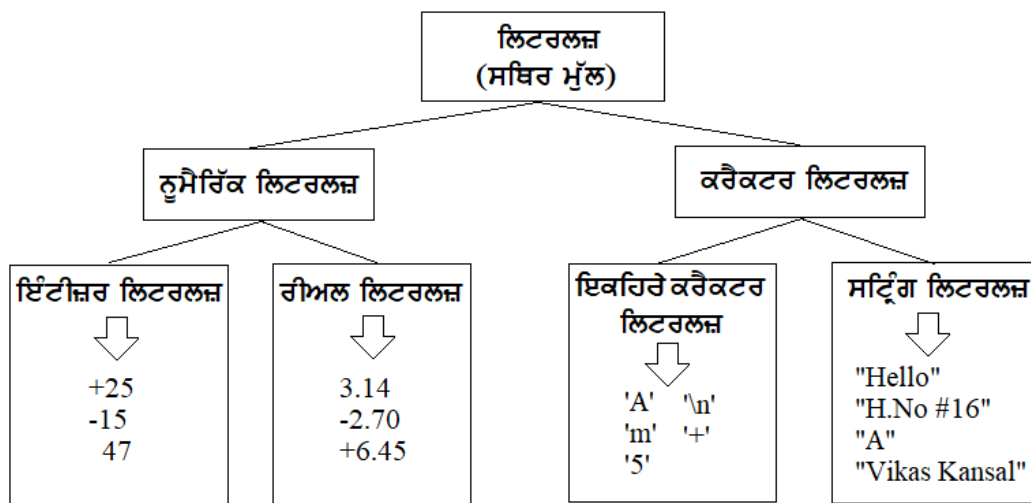 ਲਿਟਰਲਜ਼
(ਸਥਿਰ ਮੁੱਲ)
ਨੂਮੈਰਿੱਕ ਲਿਟਰਲਜ਼
ਕਰੈਕਟਰ ਲਿਟਰਲਜ਼
ਇੰਟੀਜ਼ਰ ਲਿਟਰਲਜ਼
+25
-15
47
ਰੀਅਲ ਲਿਟਰਲਜ਼
3.14
-2.70
+6.45
ਇਕਹਿਰੇ ਕਰੈਕਟਰ
ਲਿਟਰਲਜ਼
'A' '\n'
'm' '+'
'5'
ਸਟ੍ਰਿੰਗ ਲਿਟਰਲਜ਼
"Hello"
"H.No #16"
"A"
"Vikas Kansal"